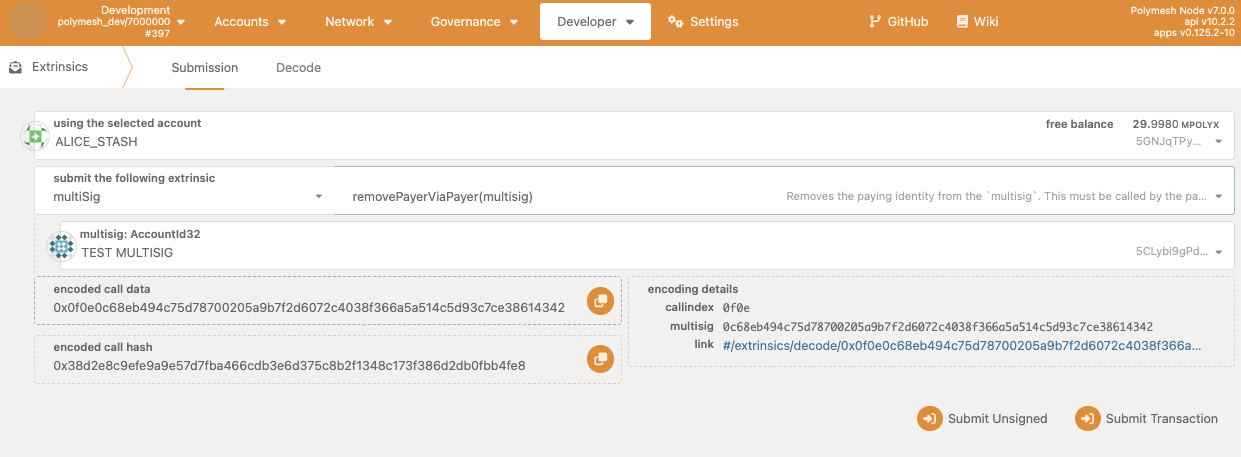 Development
polymesh_dev/7000000
#397
Accounts
Network
Governance
Developer
Settings
GitHub
Wiki
Polymesh Node v7.0.0
api v10.2.2
apps v0.125.2-10
Extrinsics
Submission
Decode
using the selected account
ALICE_STASH
free balance 29.9980 MPOLYX
5GNJqTPy...
submit the following extrinsic
multiSig
removePayerViaPayer(multisig)
Removes the paying identity from the `multisig`. This must be called by the pa...
multisig: AccountId32
TEST MULTISIG
5CLybi9gPd...
encoded call data
0x0f0e0c68eb494c75d78700205a9b7f2d6072c4038f366a5a514c5d93c7ce38614342
encoded call hash
0x38d2e8c9efe9a9e57d7fba466cdb3e6d375c8b2f1348c173f386d2db0fbb4fe8
encoding details
callindex 0f0e
multisig 0c68eb494c75d78700205a9b7f2d6072c4038f366a5a514c5d93c7ce38614342
link #/extrinsics/decode/0x0f0e0c68eb494c75d78700205a9b7f2d6072c4038f366a...
Submit Unsigned
Submit Transaction